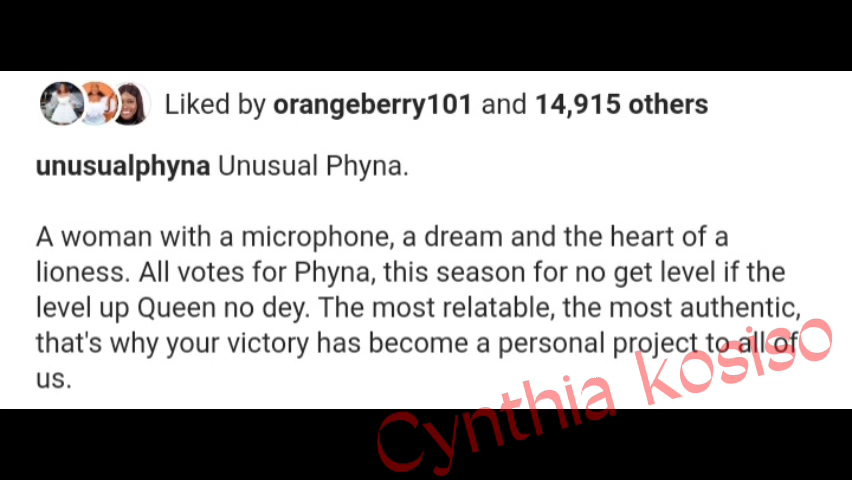 Liked by orangeberry101 and 14,915 others
unusualphyna Unusual Phyna.
A woman with a microphone, a dream and the heart of a
lioness. All votes for Phyna, this season for no get level if the
level up Queen no dey. The most relatable, the most authentic,
that's why your victory has become a personal project to all of
us.
Cynthia kosiso